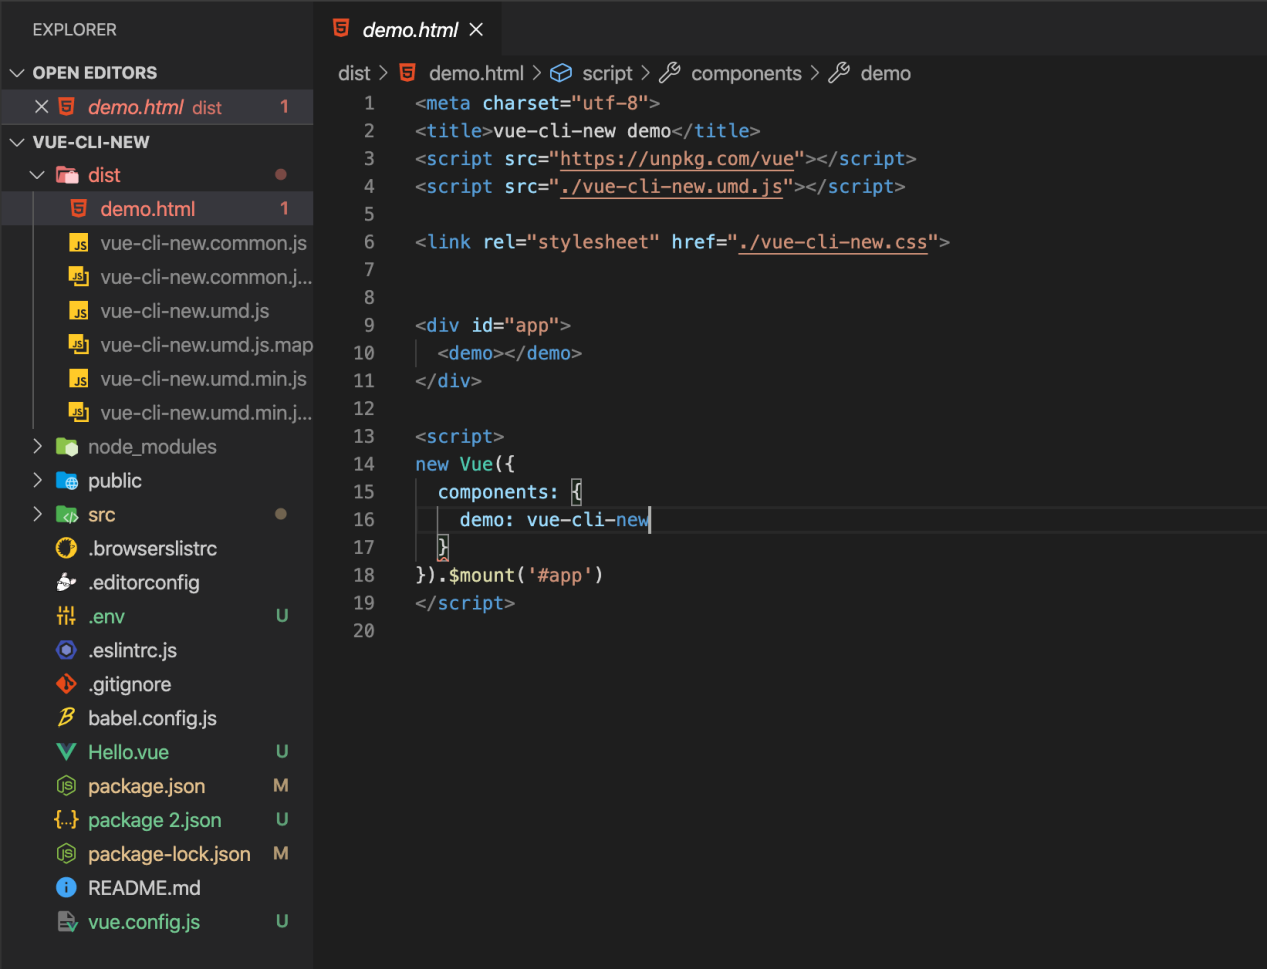 EXPLORER
OPEN EDITORS
demo.html dist 1
VUE-CLI-NEW
dist
demo.html 1
vue-cli-new.common.js
vue-cli-new.common.j...
vue-cli-new.umd.js
vue-cli-new.umd.js.map
vue-cli-new.umd.min.js
vue-cli-new.umd.min.j...
node_modules
public
src
.browserslistrc
.editorconfig
.env U
.eslintrc.js
.gitignore
babel.config.js
Hello.vue U
package.json M
package 2.json U
package-lock.json M
README.md
vue.config.js U
demo.html
dist > demo.html > script > components > demo
1 <meta charset="utf-8">
2 <title>vue-cli-new demo</title>
3 <script src="https://unpkg.com/vue"></script>
4 <script src="./vue-cli-new.umd.js"></script>
5
6 <link rel="stylesheet" href="./vue-cli-new.css">
7
8
9 <div id="app">
10 <demo></demo>
11 </div>
12
13 <script>
14 new Vue({
15 components: {
16 demo: vue-cli-new
17 }
18 }).$mount('#app')
19 </script>
20